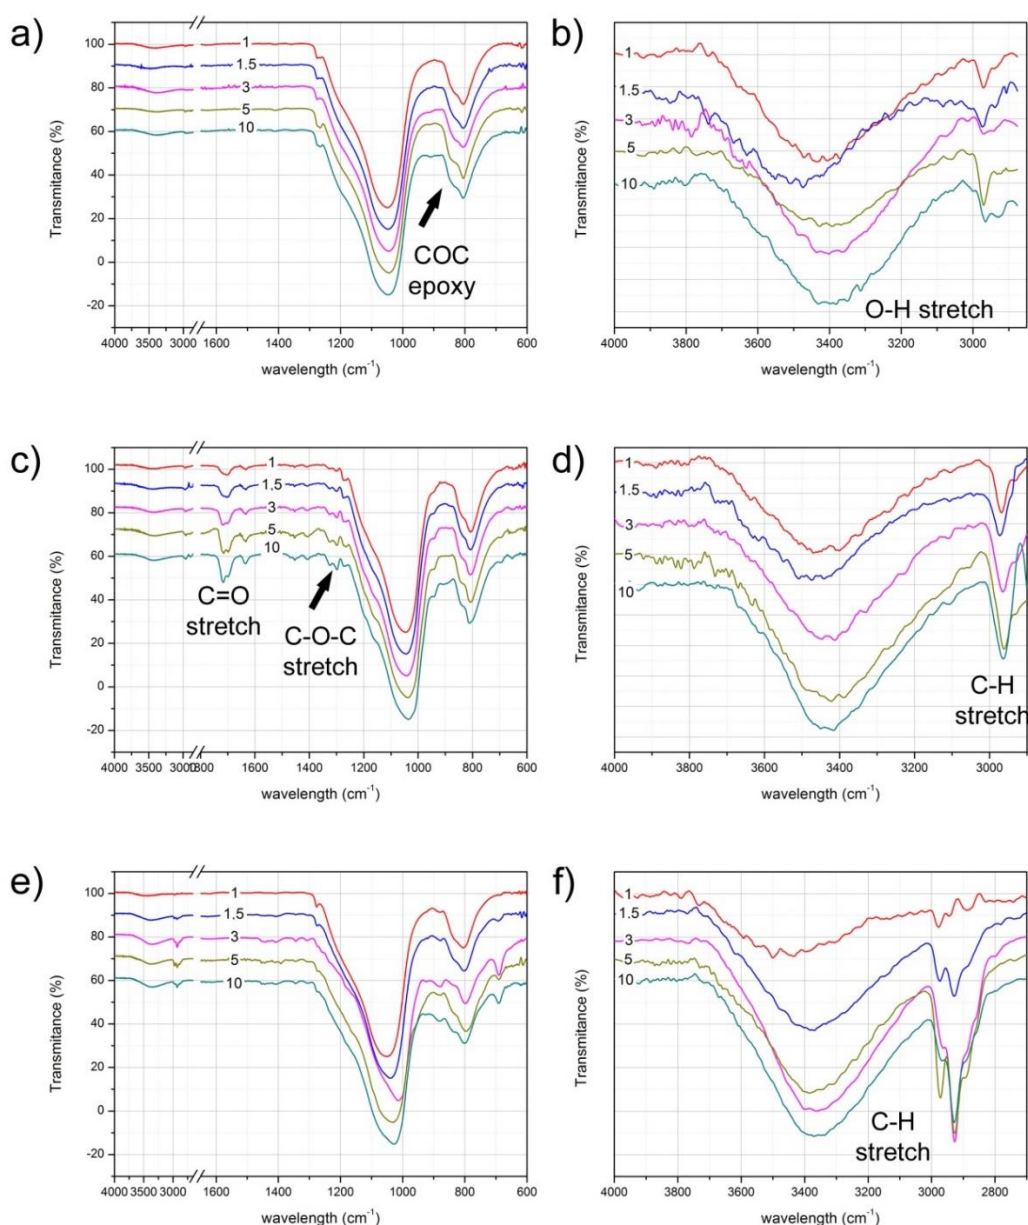 a)
100
80
60
40
20
0
-20
Transmitance (%)
1
1.5
3
5
10
COC
epoxy
4000 3500 3000 1600 1400 1200 1000 800 600
wavelength (cm-1)
b)
Transmitance (%)
1
1.5
3
5
10
O-H stretch
4000 3800 3600 3400 3200 3000
wavelength (cm-1)
c)
100
80
60
40
20
0
-20
Transmitance (%)
1
1.5
3
5
10
C=O
stretch
C-O-C
stretch
4000 3500 1400 1200 1000 800 600
wavelength (cm-1)
d)
Transmitance (%)
1
1.5
3
5
10
C-H
stretch
4000 3800 3600 3400 3200 3000
wavelength (cm-1)
e)
100
80
60
40
20
0
-20
Transmitance (%)
1
1.5
3
5
10
4000 3500 3000 1600 1400 1200 1000 800 600
wavelength (cm-1)
f)
Transmitance (%)
1
1.5
3
5
10
C-H
stretch
4000 3800 3600 3400 3200 3000 2800
wavelength (cm-1)